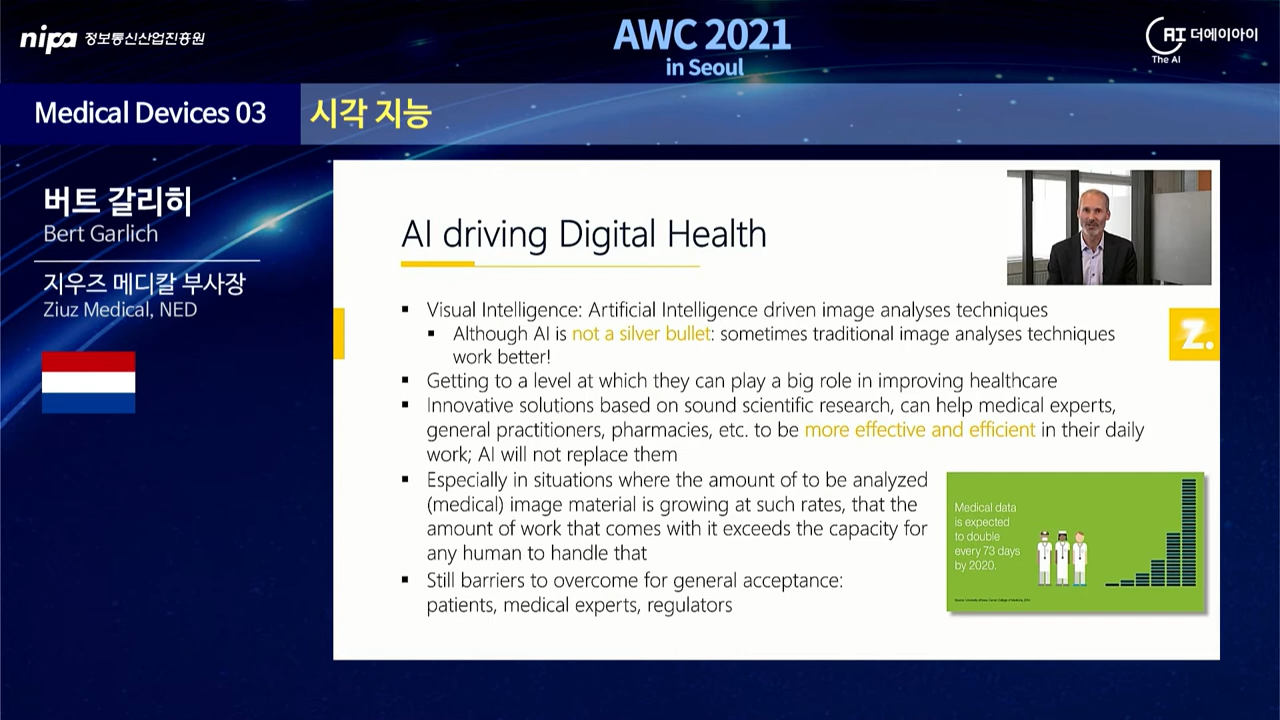 nipa 정보통신산업진흥원
AWC 2021
in Seoul
AI 더에이아이
The AI
Medical Devices 03
시각 지능
버트 갈리히
Bert Garlich
지우즈 메디칼 부사장
Ziuz Medical, NED
AI driving Digital Health
▪ Visual Intelligence: Artificial Intelligence driven image analyses techniques
▪ Although AI is not a silver bullet: sometimes traditional image analyses techniques
work better!
▪ Getting to a level at which they can play a big role in improving healthcare
▪ Innovative solutions based on sound scientific research, can help medical experts,
general practitioners, pharmacies, etc. to be more effective and efficient in their daily
work; AI will not replace them
▪ Especially in situations where the amount of to be analyzed
(medical) image material is growing at such rates, that the
amount of work that comes with it exceeds the capacity for
any human to handle that
▪ Still barriers to overcome for general acceptance:
patients, medical experts, regulators
Z.
Medical data
is expected
to double
every 73 days
by 2020.